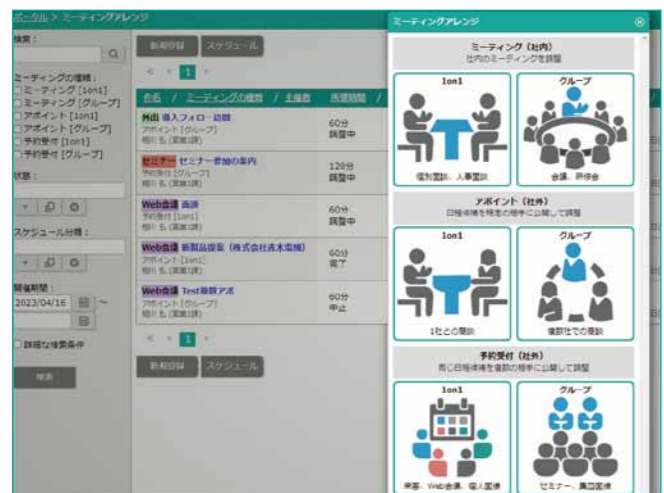 ポータル > ミーティングアレンジ
検索：
ミーティングの種類：
ミーティング [1on1]
ミーティング [グループ]
アポイント [1on1]
アポイント [グループ]
予約受付 [1on1]
予約受付 [グループ]
状態：
スケジュール分類：
開催期間：
2023/04/16
～
詳細な検索条件
検索
新規登録 スケジュール
< « 1 » >
件名 / ミーティングの種類 / 主催者 所要時間 /
外出 導入フォロー訪問
アポイント [グループ]
60分
調整中
セミナー セミナー参加の案内
予約受付 [グループ]
120分
調整中
Web会議 面談
予約受付 [1on1]
60分
調整中
Web会議 新製品提案（株式会社青木電機）
アポイント [1on1]
60分
完了
Web会議 Test複数アポ
アポイント [グループ]
60分
中止
1
新規登録 スケジュール
ミーティングアレンジ
ミーティング（社内）
社内のミーティングを調整
1on1
個別面談、人事面談
グループ
会議、研修会
アポイント（社外）
日程候補を特定の相手に公開して調整
1on1
1社との商談
グループ
複数社での商談
予約受付（社外）
同じ日程候補を複数の相手に公開して調整
1on1
来客、Web会議、個人面接
グループ
セミナー、集団面接